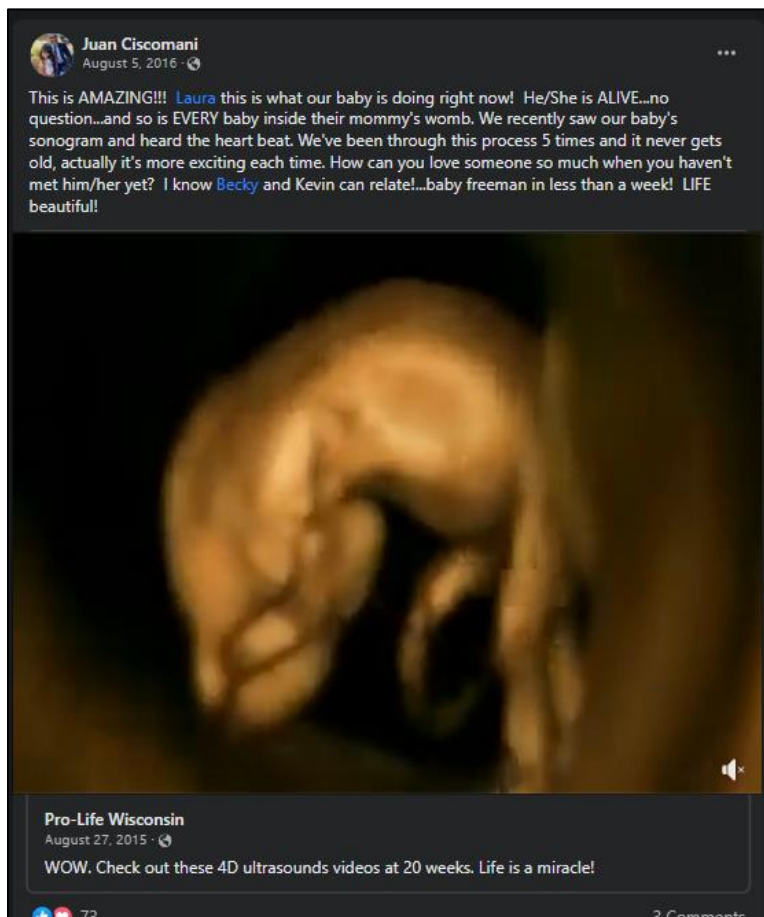 Juan Ciscomani
August 5, 2016 ·
This is AMAZING!!! Laura this is what our baby is doing right now! He/She is ALIVE...no
question...and so is EVERY baby inside their mommy's womb. We recently saw our baby's
sonogram and heard the heart beat. We've been through this process 5 times and it never gets
old, actually it's more exciting each time. How can you love someone so much when you haven't
met him/her yet? I know Becky and Kevin can relate!...baby freeman in less than a week! LIFE
beautiful!
Pro-Life Wisconsin
August 27, 2015 ·
WOW. Check out these 4D ultrasounds videos at 20 weeks. Life is a miracle!
73
3 Comments